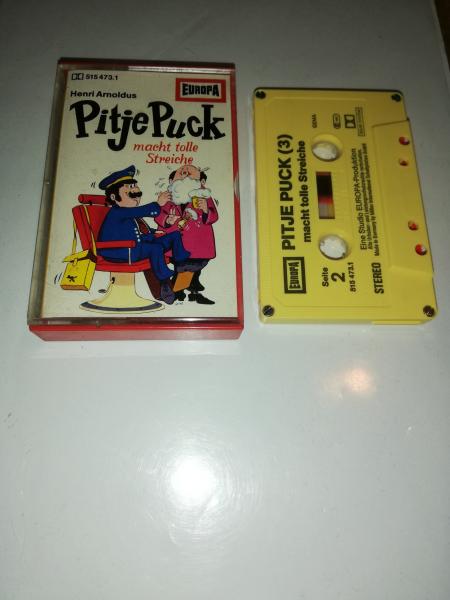 515 473.1
EUROPA
Henri Arnoldus
Pitje Puck
macht tolle
Streiche
PITJE PUCK (3)
macht tolle Streiche
EUROPA
Seite
2
515 473.1
Eine Studio EUROPA-Produktion
STEREO
GEMA